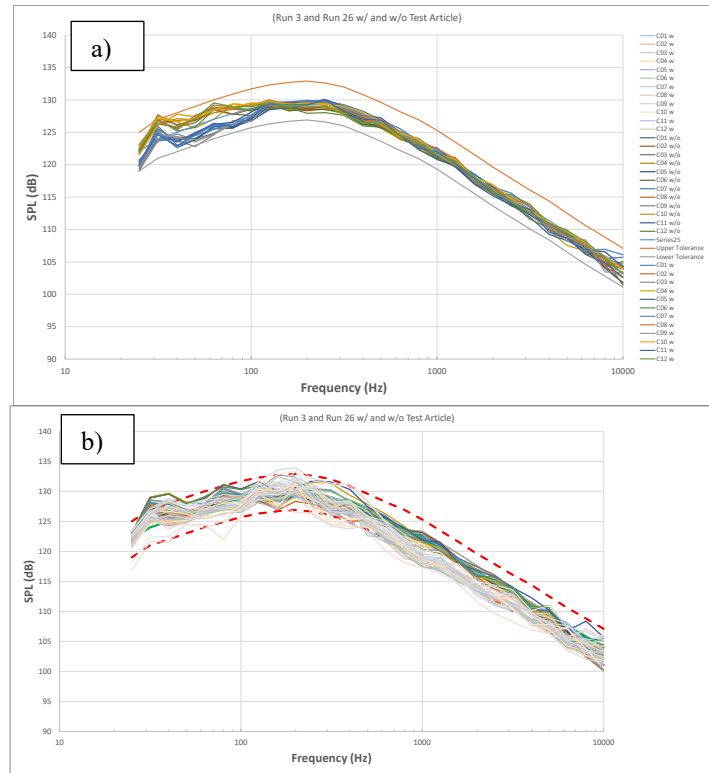 (Run 3 and Run 26 w/ and w/o Test Article)
a)
140
135
130
125
120
115
110
105
100
95
90
SPL (dB)
10
100
1000
10000
Frequency (Hz)
C01 w
C02 w
C03 w
C04 w
C05 w
C06 w
C07 w
C08 w
C09 w
C10 w
C11 w
C12 w
C01 w/o
C02 w/o
C03 w/o
C04 w/o
C05 w/o
C06 w/o
C07 w/o
C08 w/o
C09 w/o
C10 w/o
C11 w/o
C12 w/o
Series25
Upper Tolerance
Lower Tolerance
C01 w
C02 w
C03 w
C04 w
C05 w
C06 w
C07 w
C08 w
C09 w
C10 w
C11 w
C12 w
(Run 3 and Run 26 w/ and w/o Test Article)
b)
140
135
130
125
120
115
110
105
100
95
90
SPL (dB)
10
100
1000
10000
Frequency (Hz)